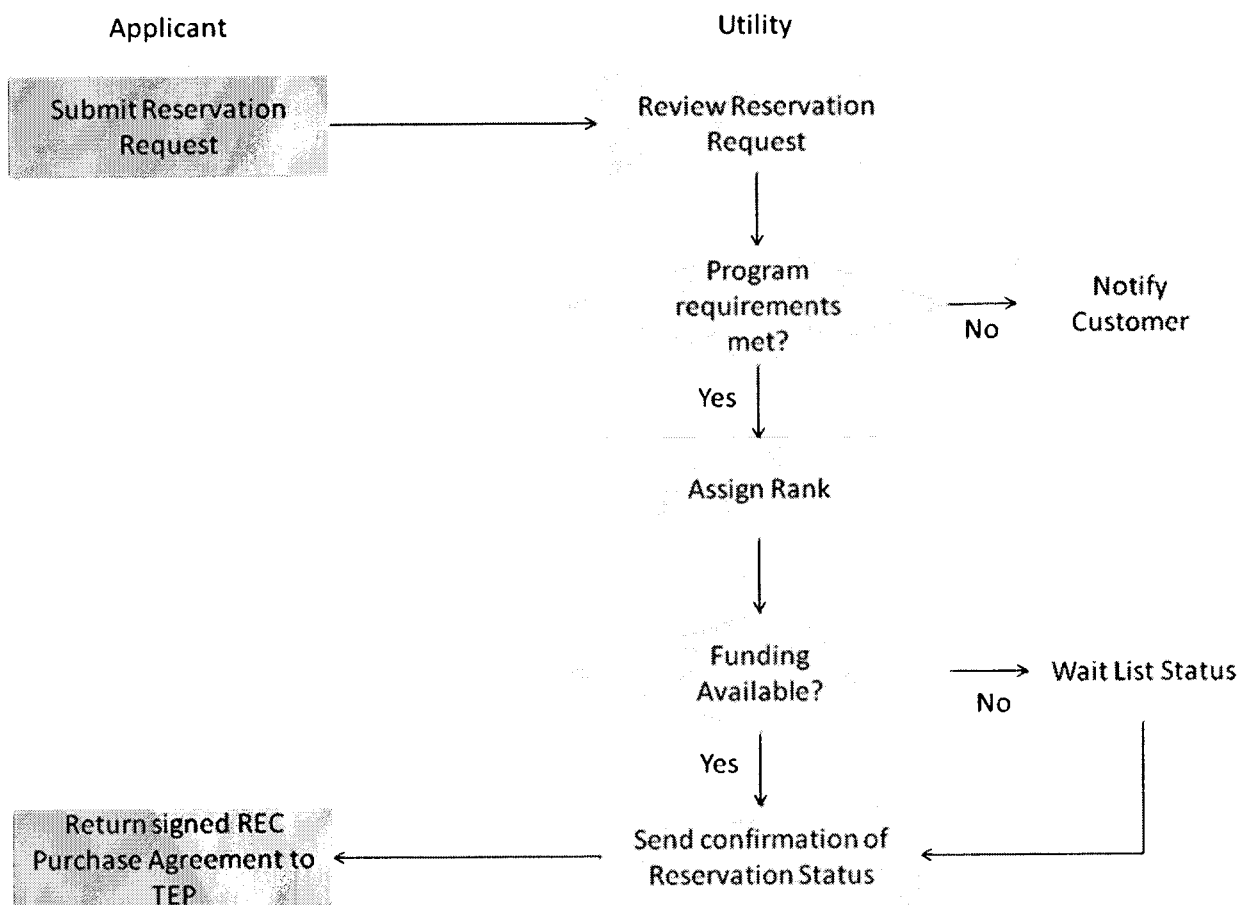 Applicant
Utility
Submit Reservation
Request
Review Reservation
Request
Program
requirements
met?
No
Notify
Customer
Yes
Assign Rank
Funding
Available?
No
Wait List Status
Yes
Return signed REC
Purchase Agreement to
TEP
Send confirmation of
Reservation Status